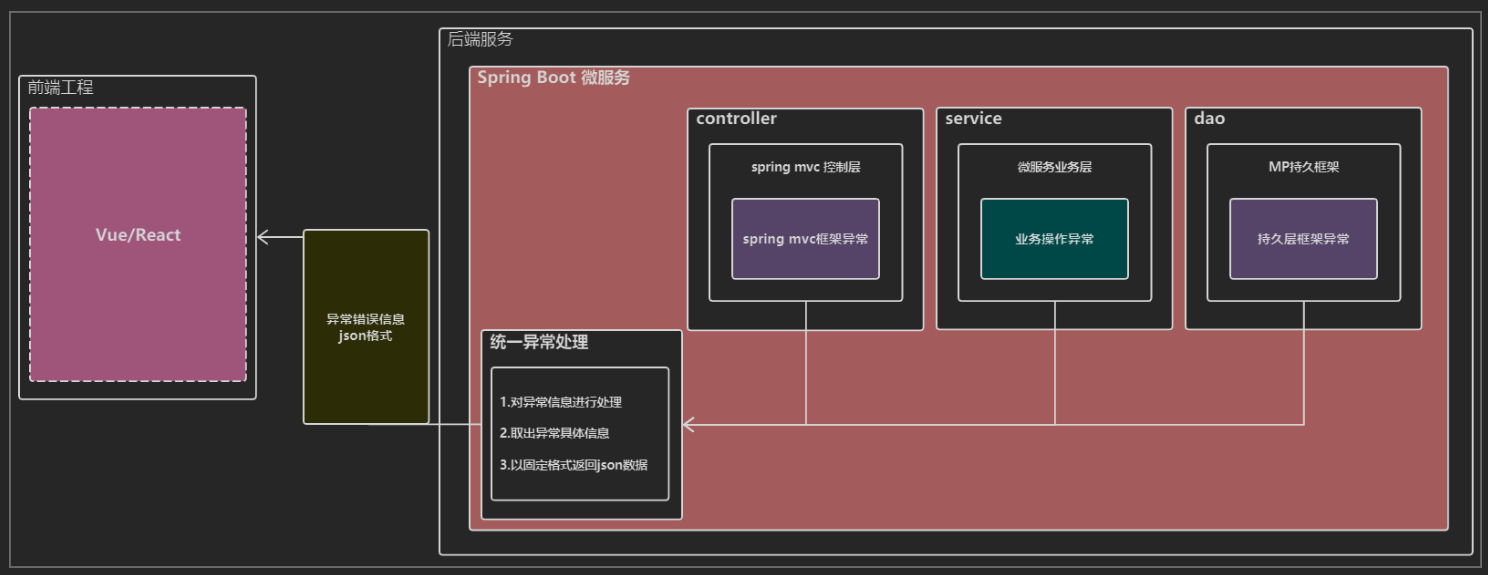 后端服务
Spring Boot 微服务
前端工程
Vue/React
异常错误信息
json格式
controller
spring mvc 控制层
spring mvc框架异常
service
微服务业务层
业务操作异常
dao
MP持久框架
持久层框架异常
统一异常处理
1.对异常信息进行处理
2.取出异常具体信息
3.以固定格式返回json数据